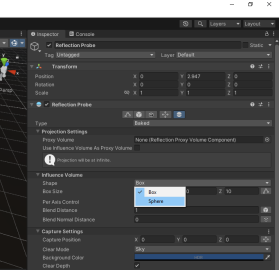 Layers
Layout
Inspector
Console
Reflection Probe
Static
Tag Untagged
Layer Default
Transform
Position X 0 Y 2.847 Z 0
Rotation X 0 Y 0 Z 0
Scale X 1 Y 1 Z 1
Reflection Probe
Type Baked
Projection Settings
Proxy Volume None (Reflection Proxy Volume Component)
Use Influence Volume As Proxy Volume
Projection will be at infinite.
Influence Volume
Shape Box
Box Size 0 Z 10
Box
Sphere
Per Axis Control
Blend Distance 1
Blend Normal Distance 0
Capture Settings
Capture Position X 0 Y 0 Z 0
Clear Mode Sky
Background Color
Clear Depth
Persp